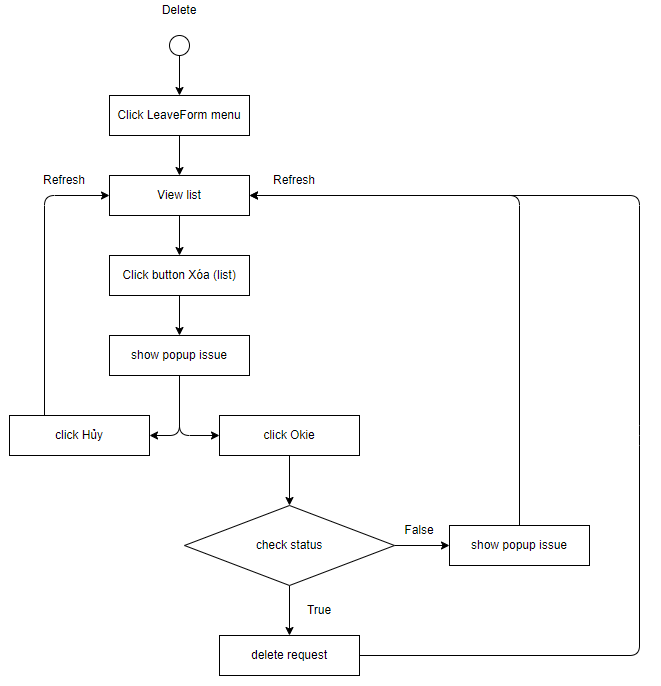 Delete
Click LeaveForm menu
Refresh
View list
Refresh
Click button Xóa (list)
show popup issue
click Hủy
click Okie
check status
False
show popup issue
True
delete request